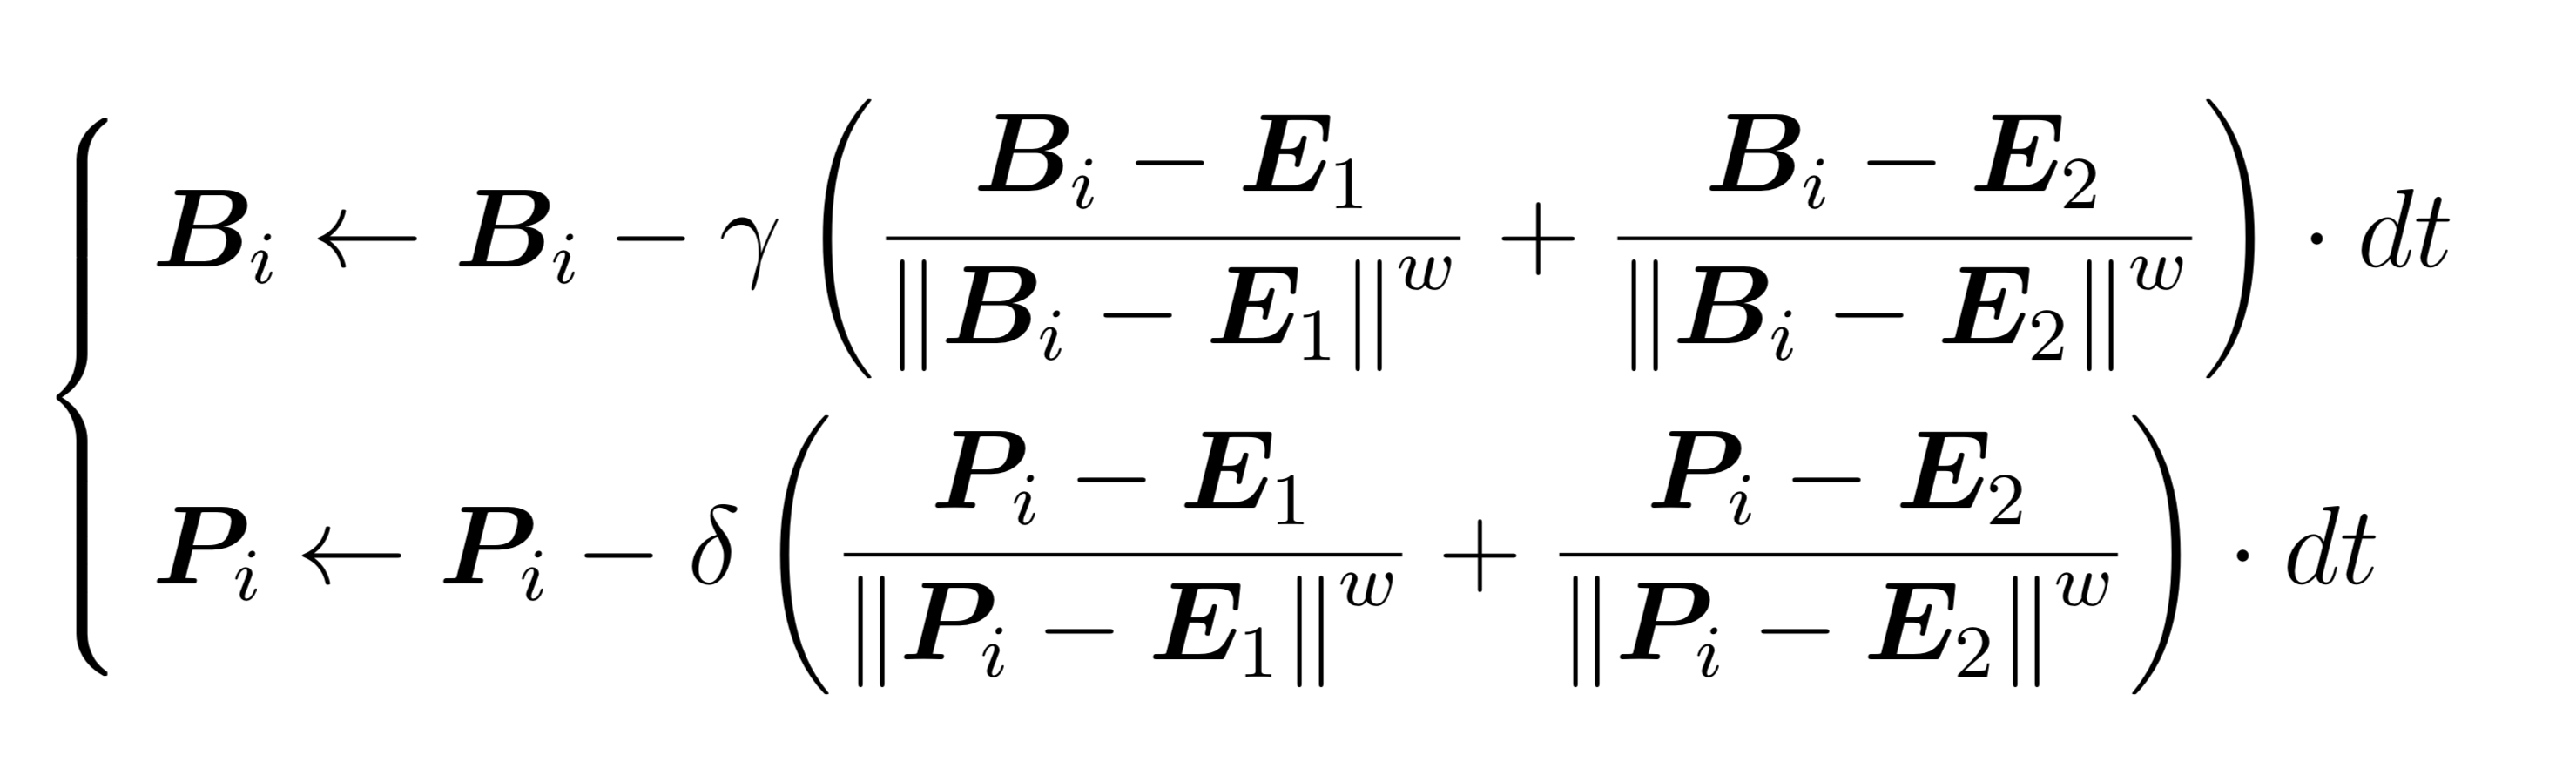 B_i ← B_i − γ ( (B_i − E_1) / ‖B_i − E_1‖^w + (B_i − E_2) / ‖B_i − E_2‖^w ) · dt
P_i ← P_i − δ ( (P_i − E_1) / ‖P_i − E_1‖^w + (P_i − E_2) / ‖P_i − E_2‖^w ) · dt